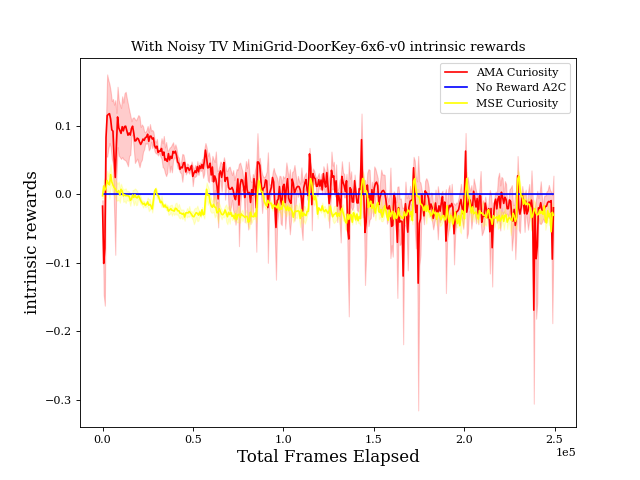 With Noisy TV MiniGrid-DoorKey-6x6-v0 intrinsic rewards
AMA Curiosity
No Reward A2C
MSE Curiosity
intrinsic rewards
0.1
0.0
−0.1
−0.2
−0.3
0.0 0.5 1.0 1.5 2.0 2.5
1e5
Total Frames Elapsed